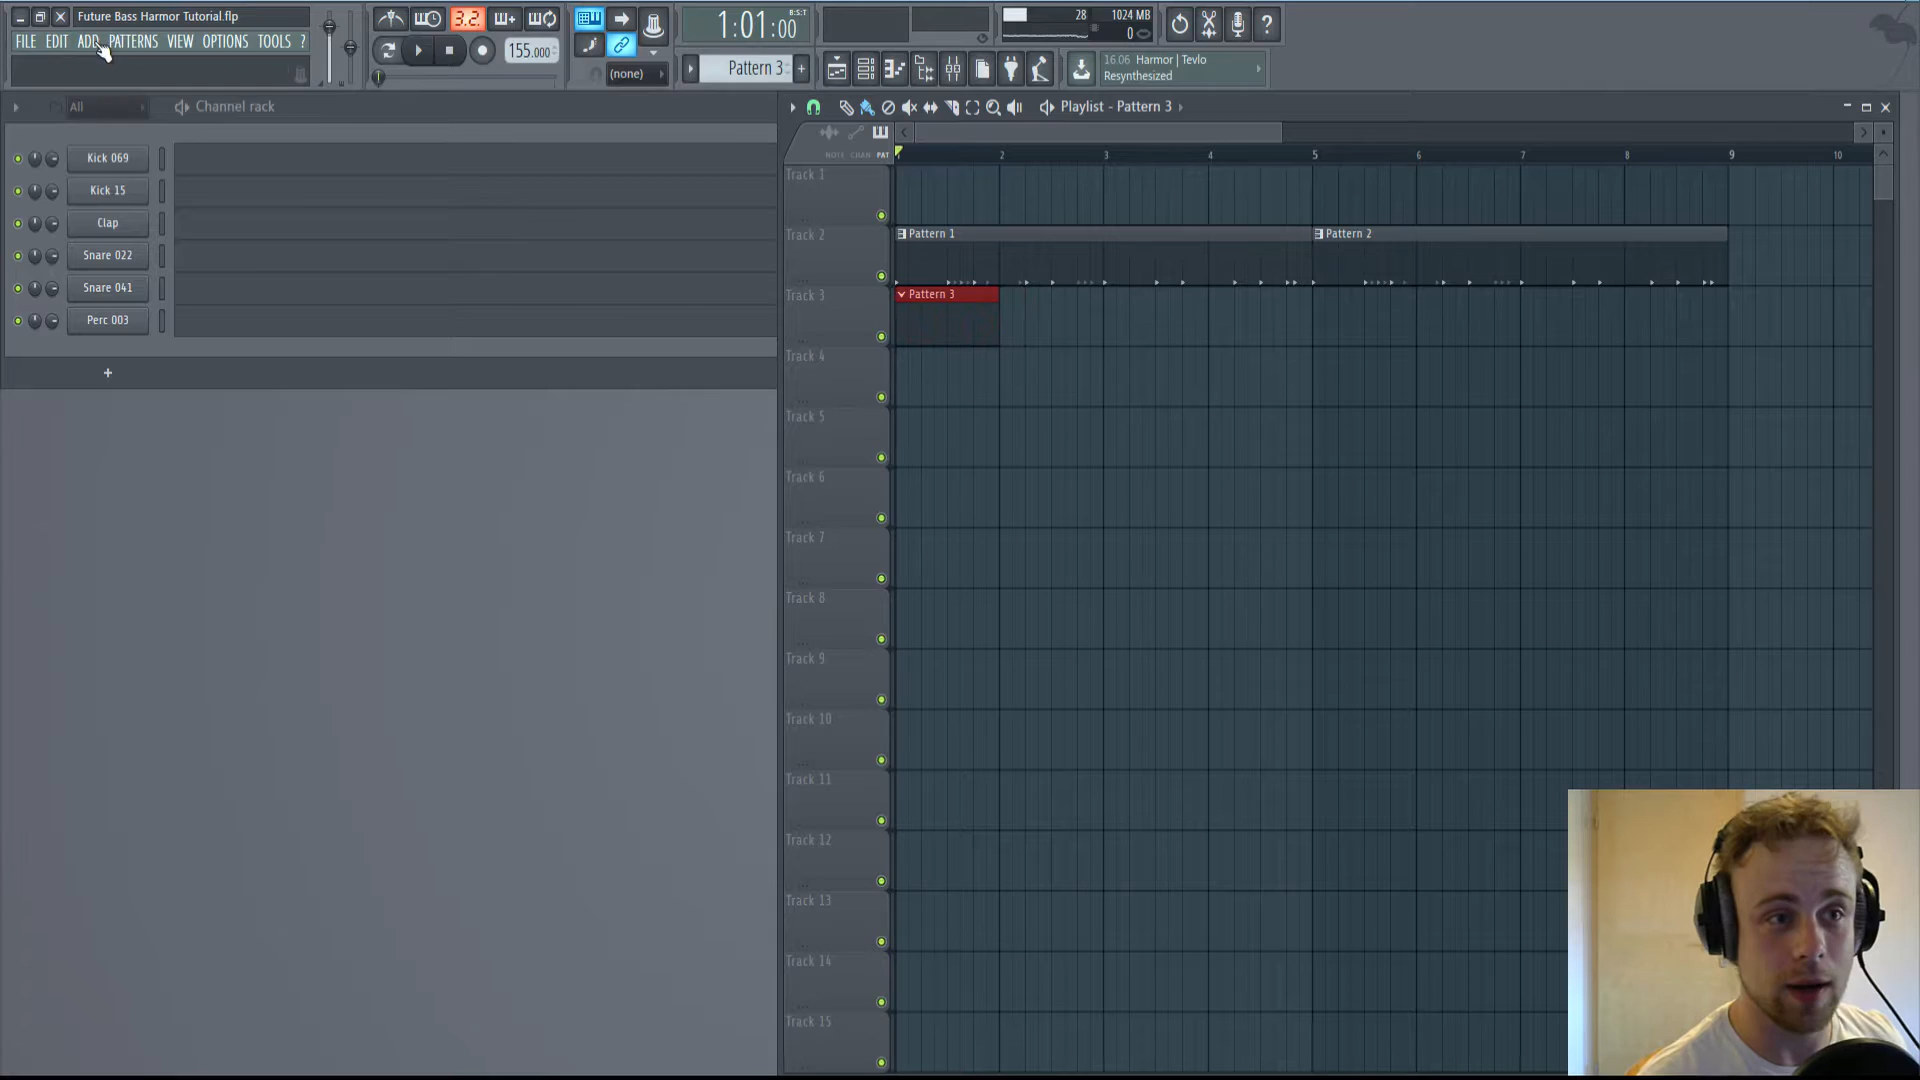 Future Bass Harmor Tutorial.flp
FILE EDIT ADD PATTERNS VIEW OPTIONS TOOLS ?
3.2.
155.000
(none)
1:01:00
B:S:T
Pattern 3
28 1024 MB
0
16.06 Harmor | Tevlo
Resynthesized
All Channel rack
Kick 069
Kick 15
Clap
Snare 022
Snare 041
Perc 003
+
Playlist - Pattern 3
NOTE CHAN PAT
1 2 3 4 5 6 7 8 9 10
Track 1
Track 2
Pattern 1 Pattern 2
Track 3
Pattern 3
Track 4
Track 5
Track 6
Track 7
Track 8
Track 9
Track 10
Track 11
Track 12
Track 13
Track 14
Track 15